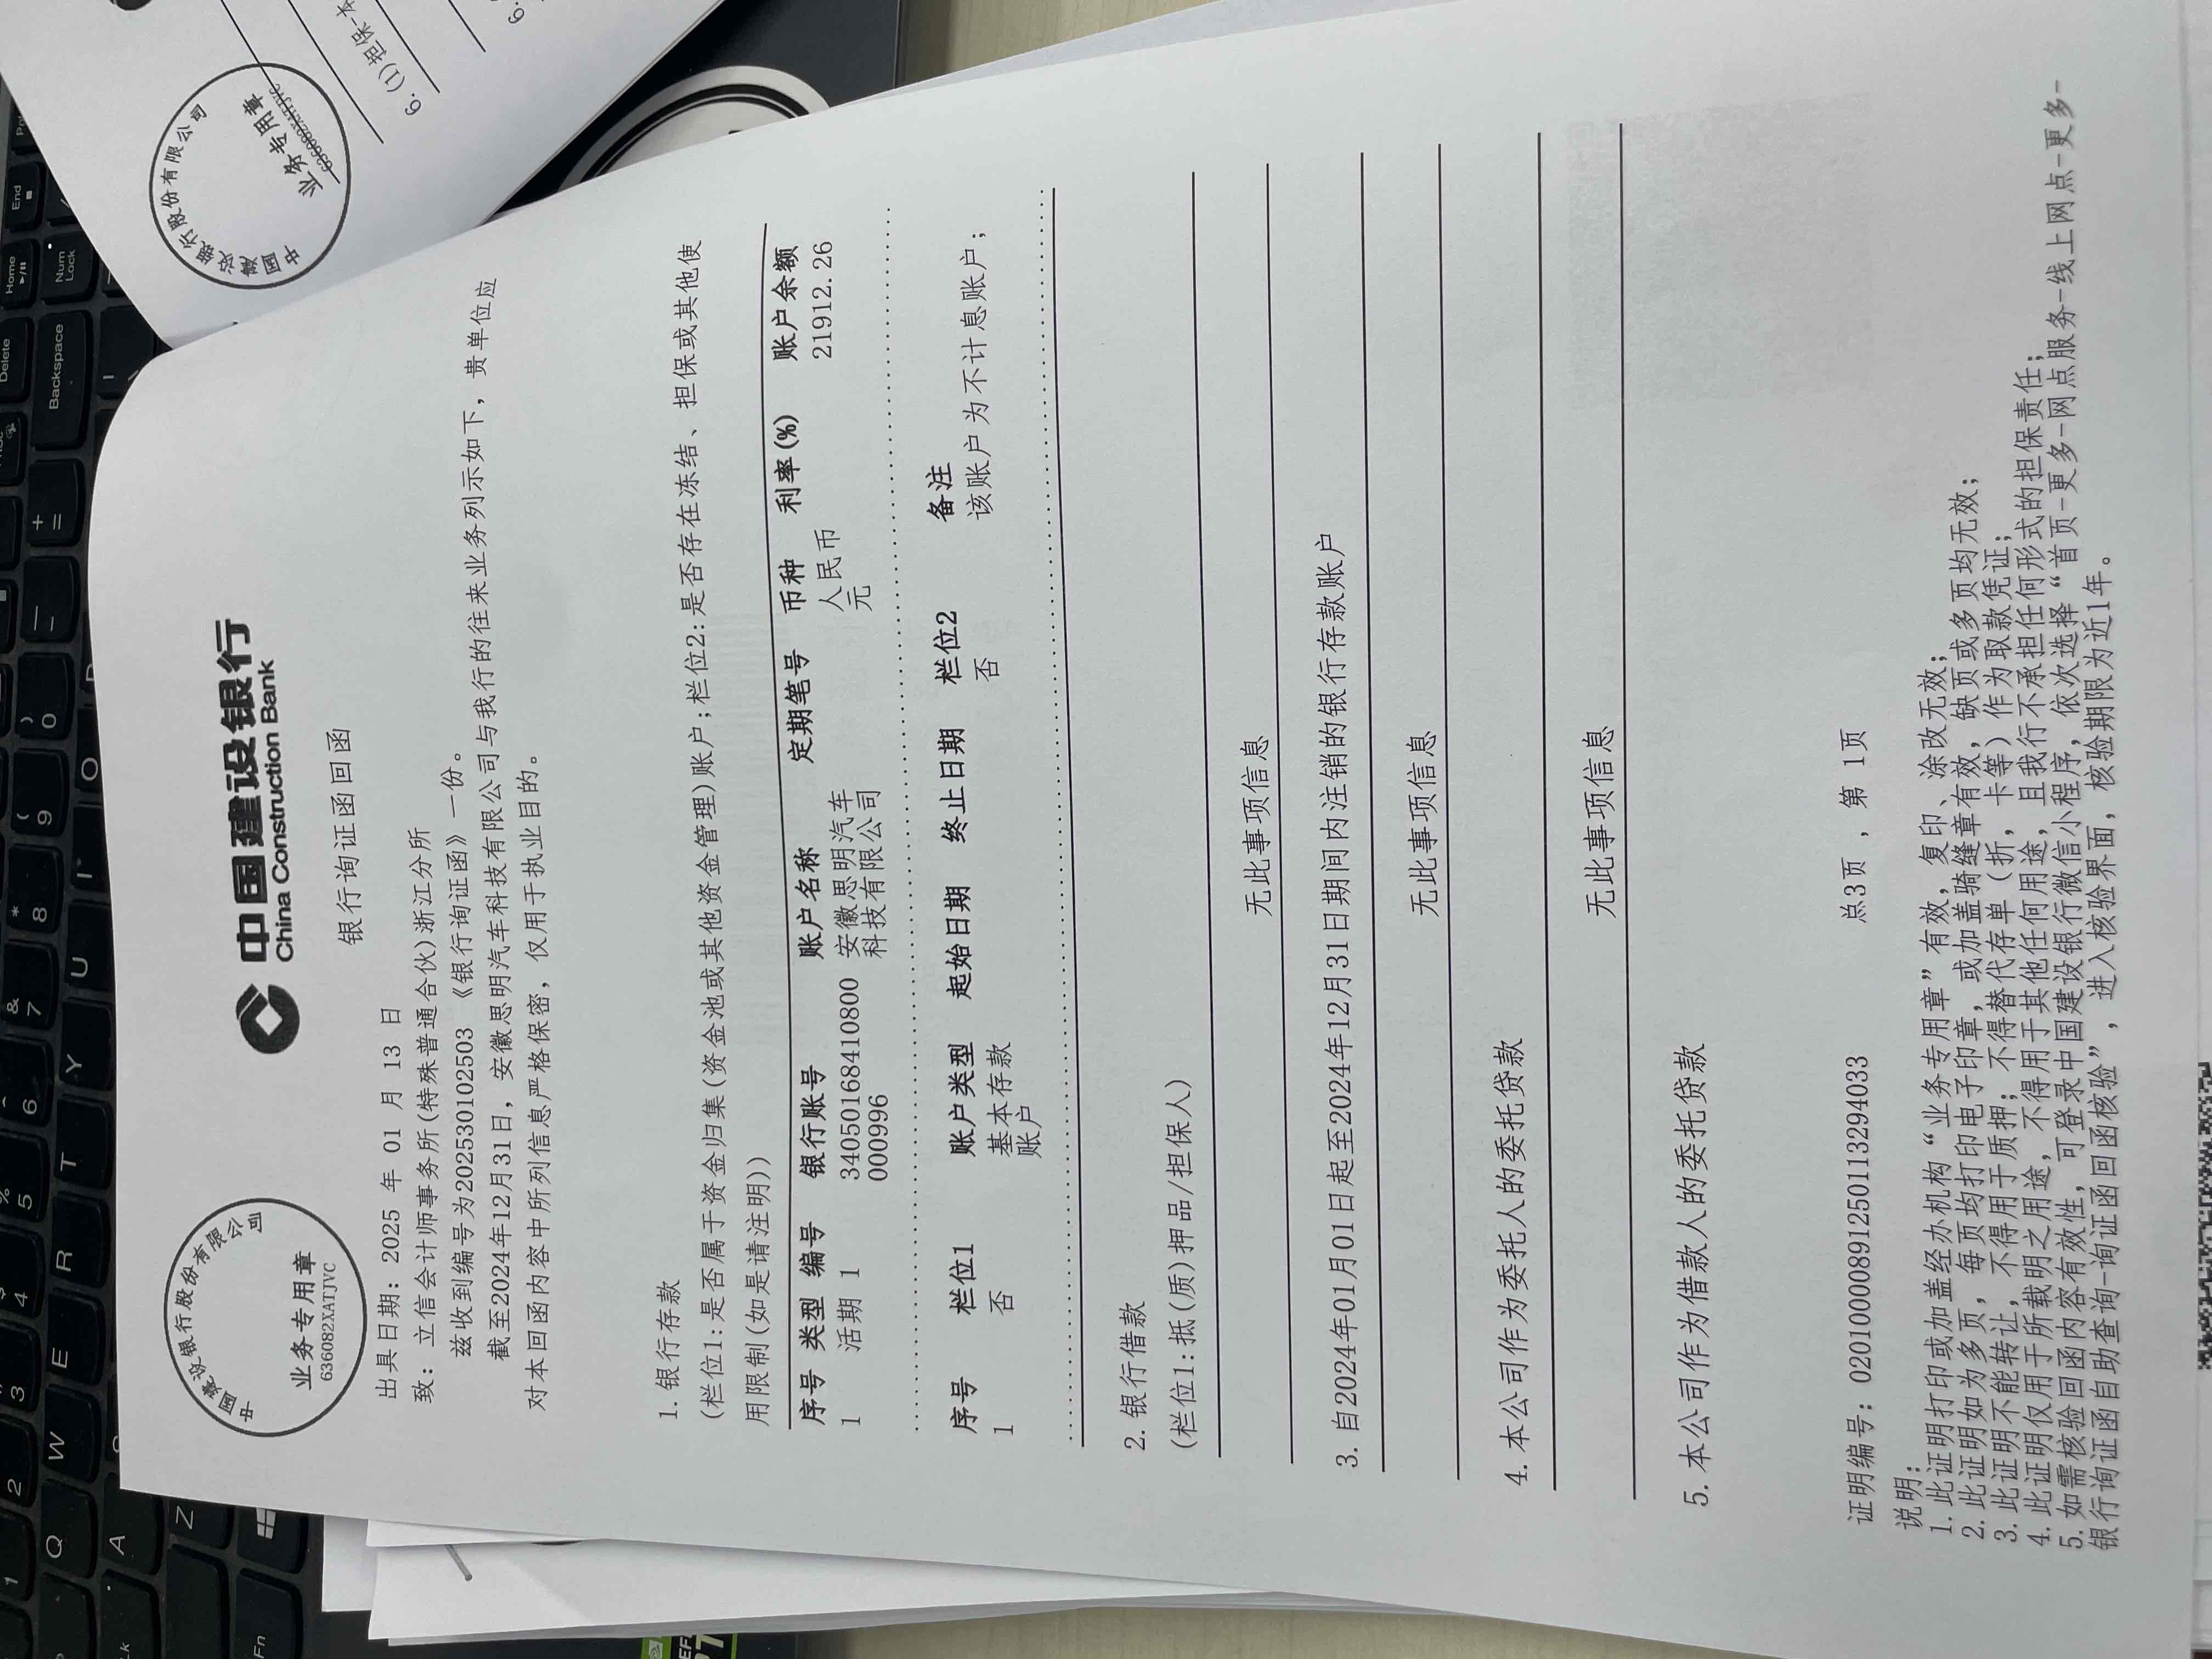 中国建设银行股份有限公司
业务专用章
636082XATJVC
中国建设银行
China Construction Bank
银行询证函回函
出具日期：2025 年 01 月 13 日
致：立信会计师事务所(特殊普通合伙)浙江分所
兹收到编号为202530102503 《银行询证函》一份。
截至2024年12月31日，安徽思明汽车科技有限公司与我行的往来业务列示如下，贵单位应
对本回函内容中所列信息严格保密，仅用于执业目的。
1.银行存款
(栏位1:是否属于资金归集(资金池或其他资金管理)账户;栏位2:是否存在冻结、担保或其他使
用限制(如是请注明))
序号 类型 编号 银行账号 账户名称 定期笔号 币种 利率(%) 账户余额
1 活期 1 34050168410800 安徽思明汽车 人民币 21912.26
000996 科技有限公司 元
序号 栏位1 账户类型 起始日期 终止日期 栏位2 备注
1 否 基本存款 否 该账户为不计息账户;
账户
2.银行借款
(栏位1:抵(质)押品/担保人)
无此事项信息
3.自2024年01月01日起至2024年12月31日期间内注销的银行存款账户
无此事项信息
4.本公司作为委托人的委托贷款
无此事项信息
5.本公司作为借款人的委托贷款
证明编号：02010000891250113294033 总3页 ，第 1页
说明：
1.此证明打印或加盖经办机构“业务专用章”有效，复印、涂改无效；
2.此证明如为多页，每页均打印电子印章，或加盖骑缝章有效，缺页或多页均无效；
3.此证明不能转让，不得用于质押；不得替代存单（折，卡等）作为取款凭证；
4.此证明仅用于所载明之用途，不得用于其他任何用途，且我行不承担任何形式的担保责任；
5.如需核验回函内容有效性，可登录中国建设银行微信小程序，依次选择“首页-更多-网点服务-线上网点-更多-
银行询证函自助查询-询证函回函核验”，进入核验界面，核验期限为近1年。
中国建设银行股份有限公司
业务专用章
636082XATJVC
6.(1)担保-本
6.
1 2 3 4 5 6 & 7 * 8 ( 9 ) 0 — - + = Backspace
Delete Home End
Num Lock
Q W E R T Y U I O
A
Z
Fn